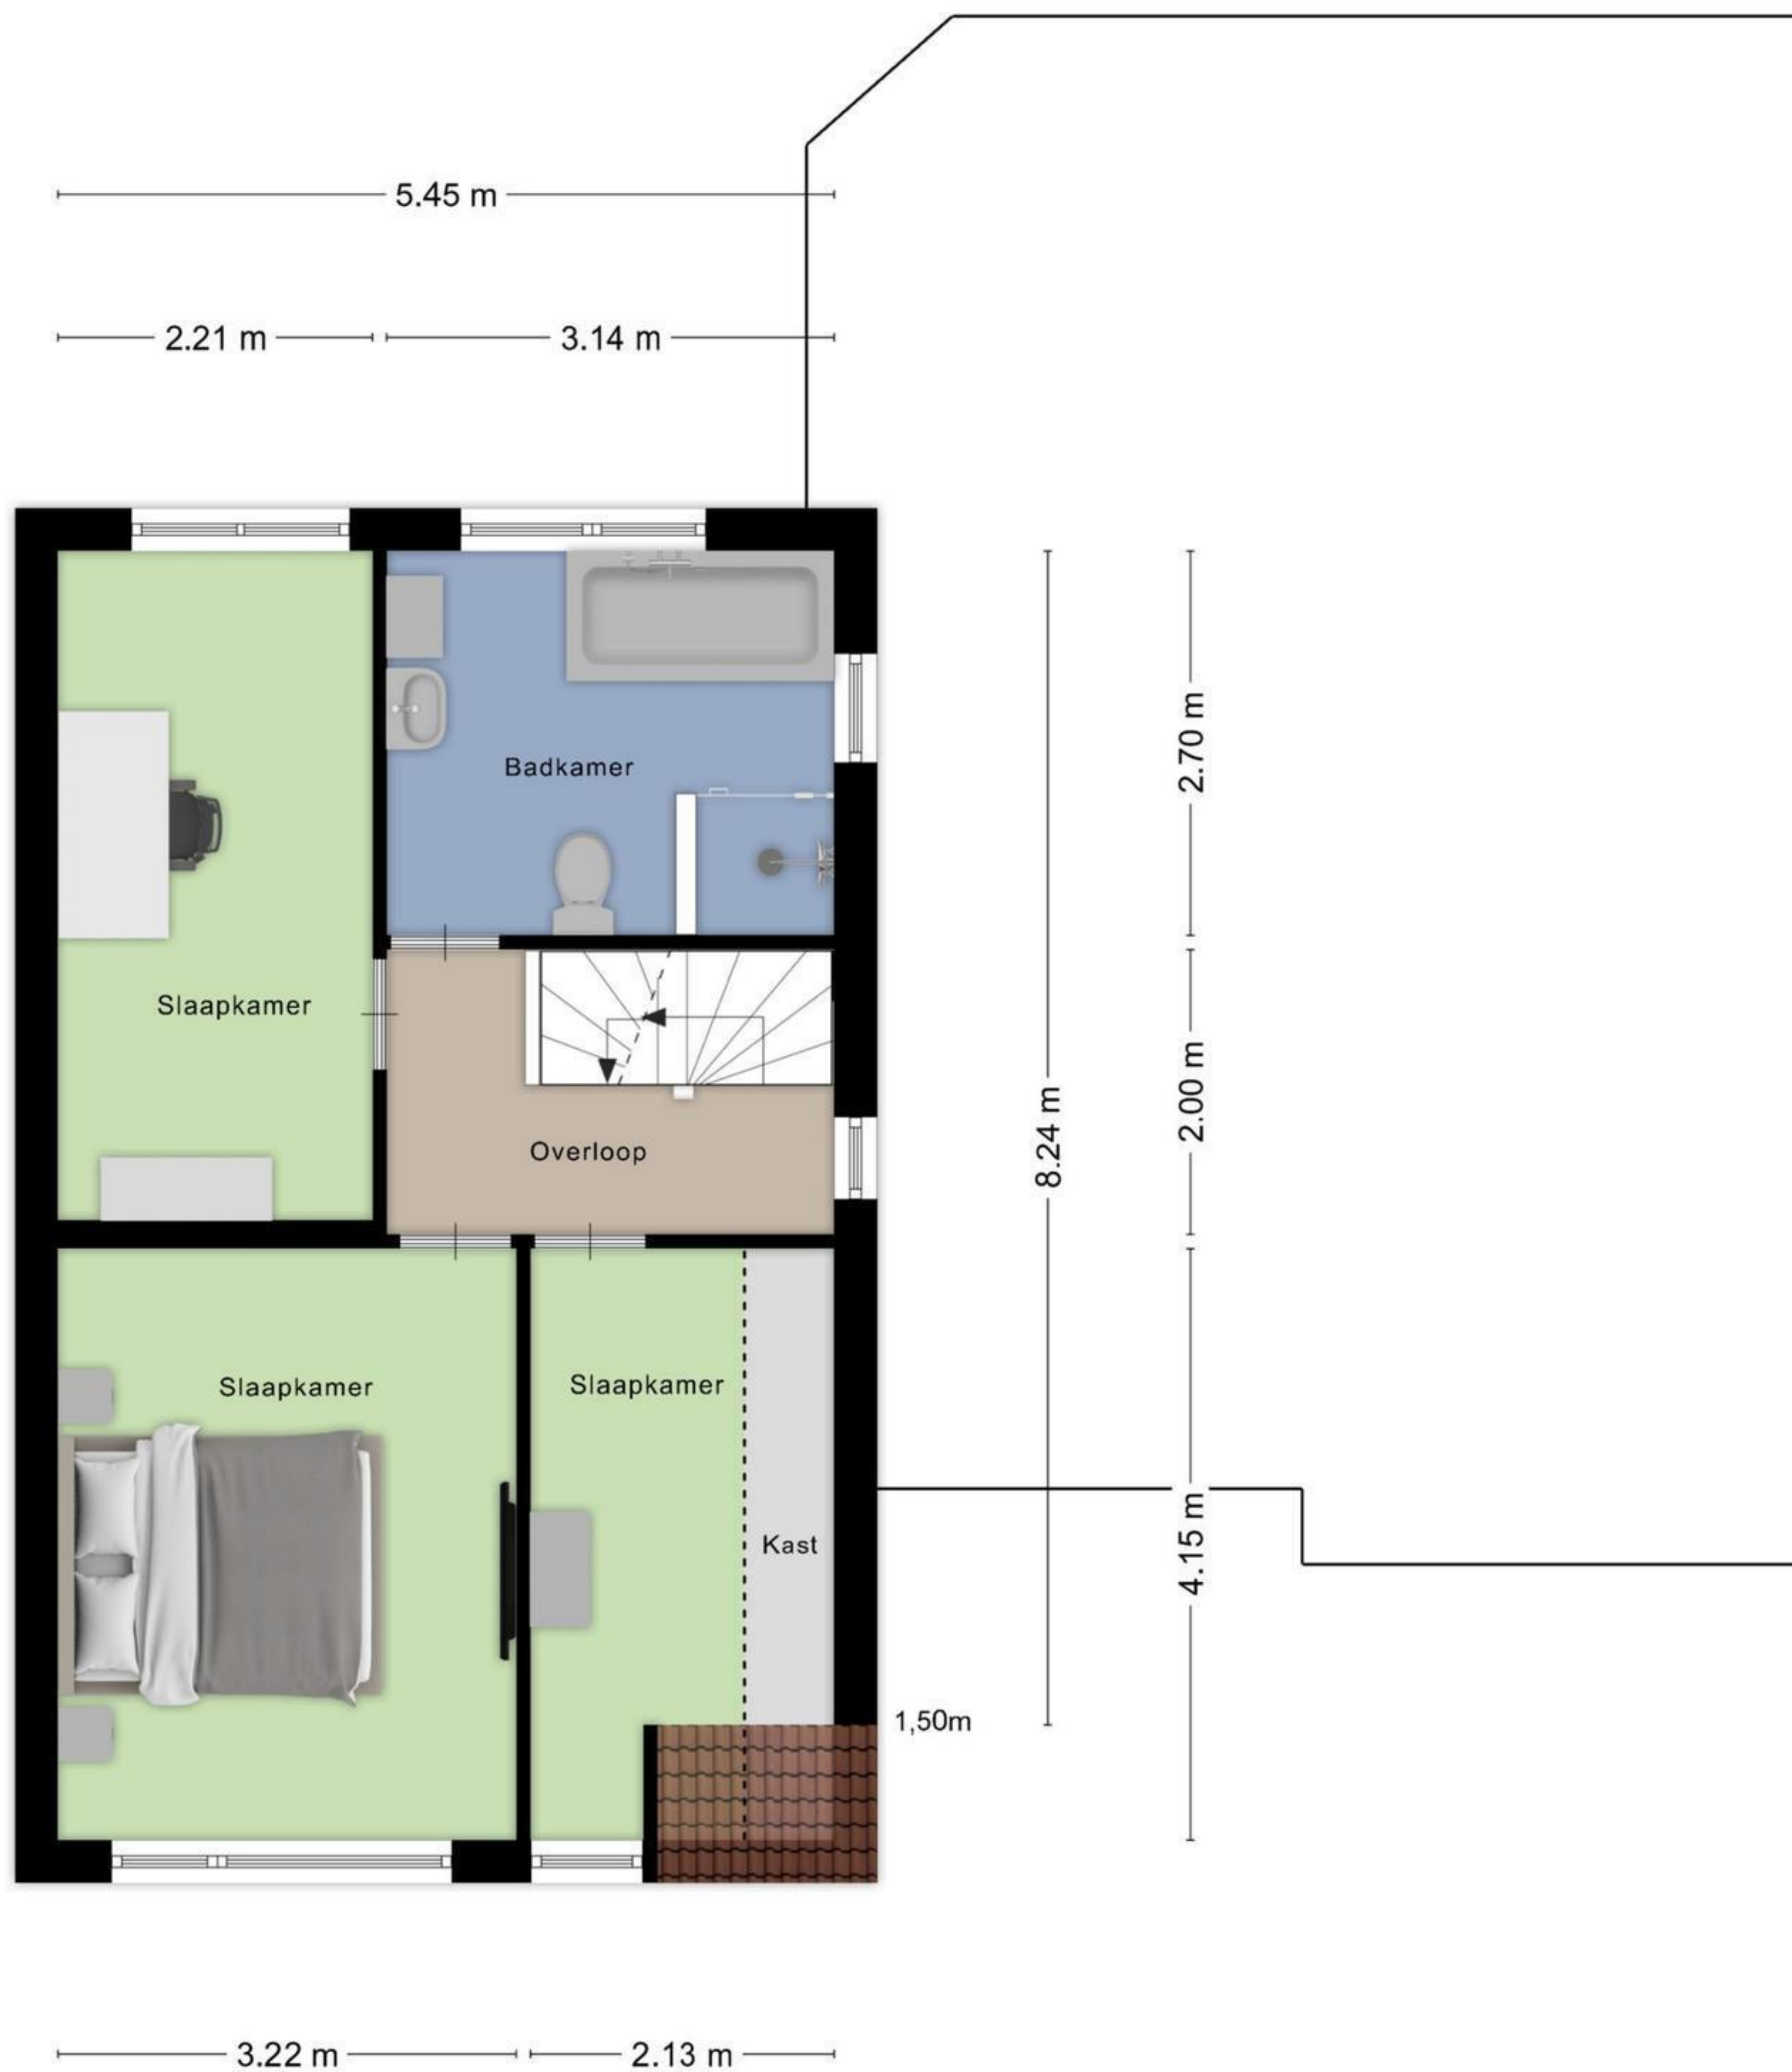 5.45 m
2.21 m
3.14 m
2.70 m
Badkamer
Slaapkamer
2.00 m
8.24 m
Overloop
Slaapkamer
Slaapkamer
Kast
4.15 m
1,50m
3.22 m
2.13 m